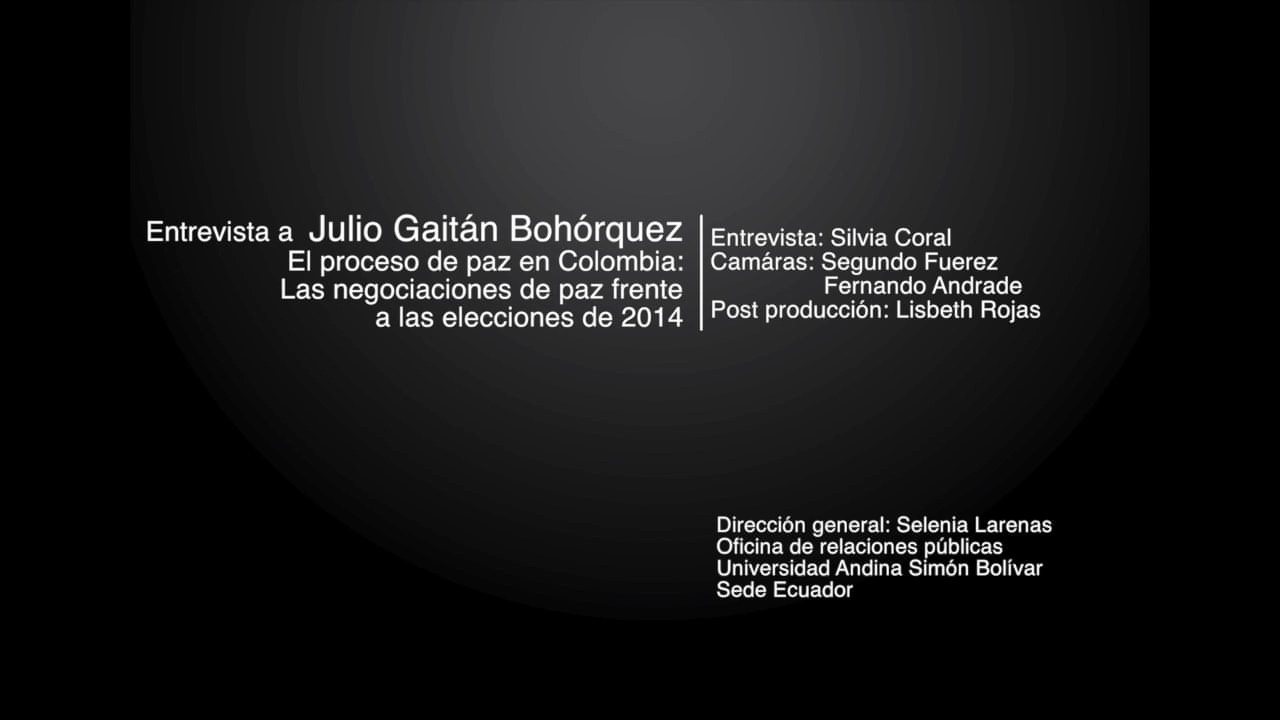 Entrevista a Julio Gaitán Bohórquez
El proceso de paz en Colombia:
Las negociaciones de paz frente
a las elecciones de 2014
Entrevista: Silvia Coral
Camáras: Segundo Fuerez
Fernando Andrade
Post producción: Lisbeth Rojas
Dirección general: Selenia Larenas
Oficina de relaciones públicas
Universidad Andina Simón Bolívar
Sede Ecuador